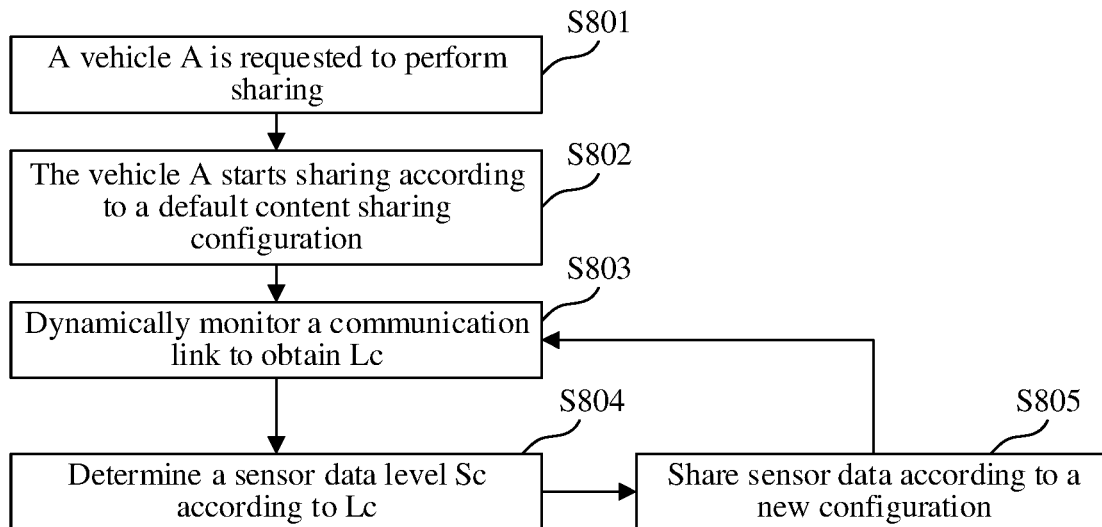 S801
A vehicle A is requested to perform
sharing
S802
The vehicle A starts sharing according
to a default content sharing
configuration
S803
Dynamically monitor a communication
link to obtain Lc
S804
Determine a sensor data level Sc
according to Lc
S805
Share sensor data according to a
new configuration